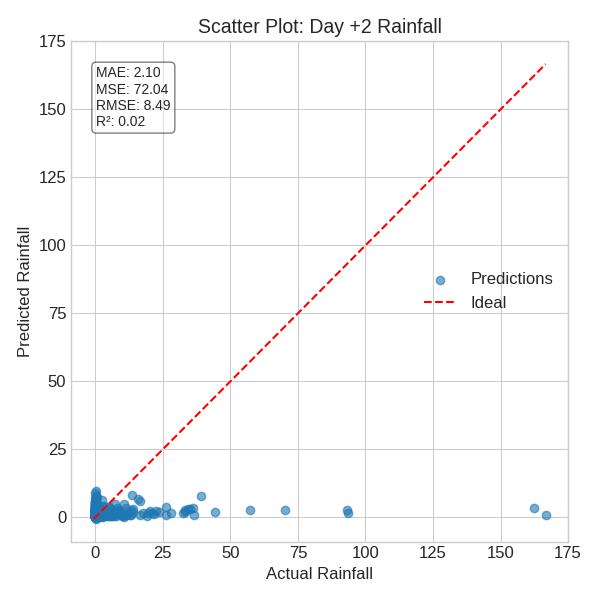 Scatter Plot: Day +2 Rainfall
175
150
125
100
75
50
25
0
MAE: 2.10
MSE: 72.04
RMSE: 8.49
R²: 0.02
Predictions
Ideal
Predicted Rainfall
0 25 50 75 100 125 150 175
Actual Rainfall